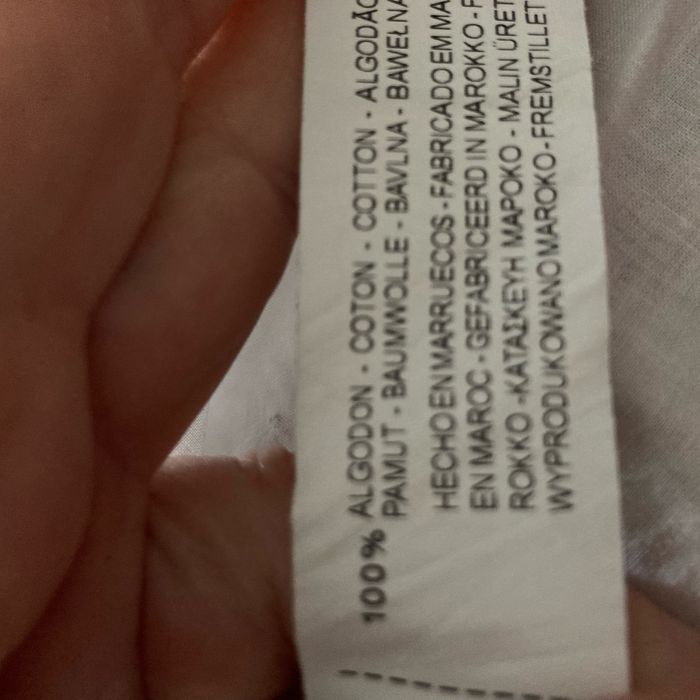 100% ALGODON - COTON - COTTON - ALGODÃO
PAMUT - BAUMWOLLE - BAVLNA - BAWEŁNA
HECHO EN MARRUECOS - FABRICADO EM MA
EN MAROC - GEFABRICEERD IN MAROKKO - F
ROKKO - ΚΑΤΑΣΚΕΥΗ ΜΑΡΟΚΟ - MALIN ÜRET
WYPRODUKOWANO MAROKO - FREMSTILLET